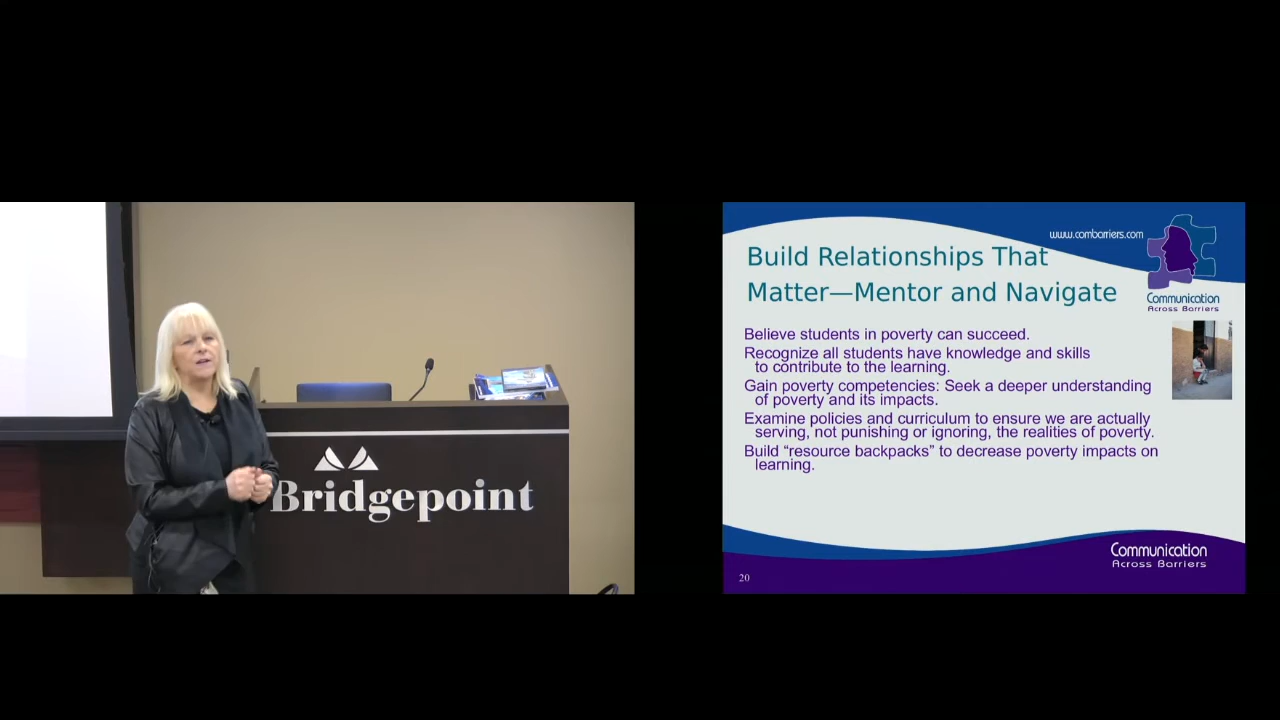 Bridgepoint
www.combarriers.com
Build Relationships That
Matter—Mentor and Navigate
Communication
Across Barriers
Believe students in poverty can succeed.
Recognize all students have knowledge and skills
to contribute to the learning.
Gain poverty competencies: Seek a deeper understanding
of poverty and its impacts.
Examine policies and curriculum to ensure we are actually
serving, not punishing or ignoring, the realities of poverty.
Build “resource backpacks” to decrease poverty impacts on
learning.
Communication
Across Barriers
20